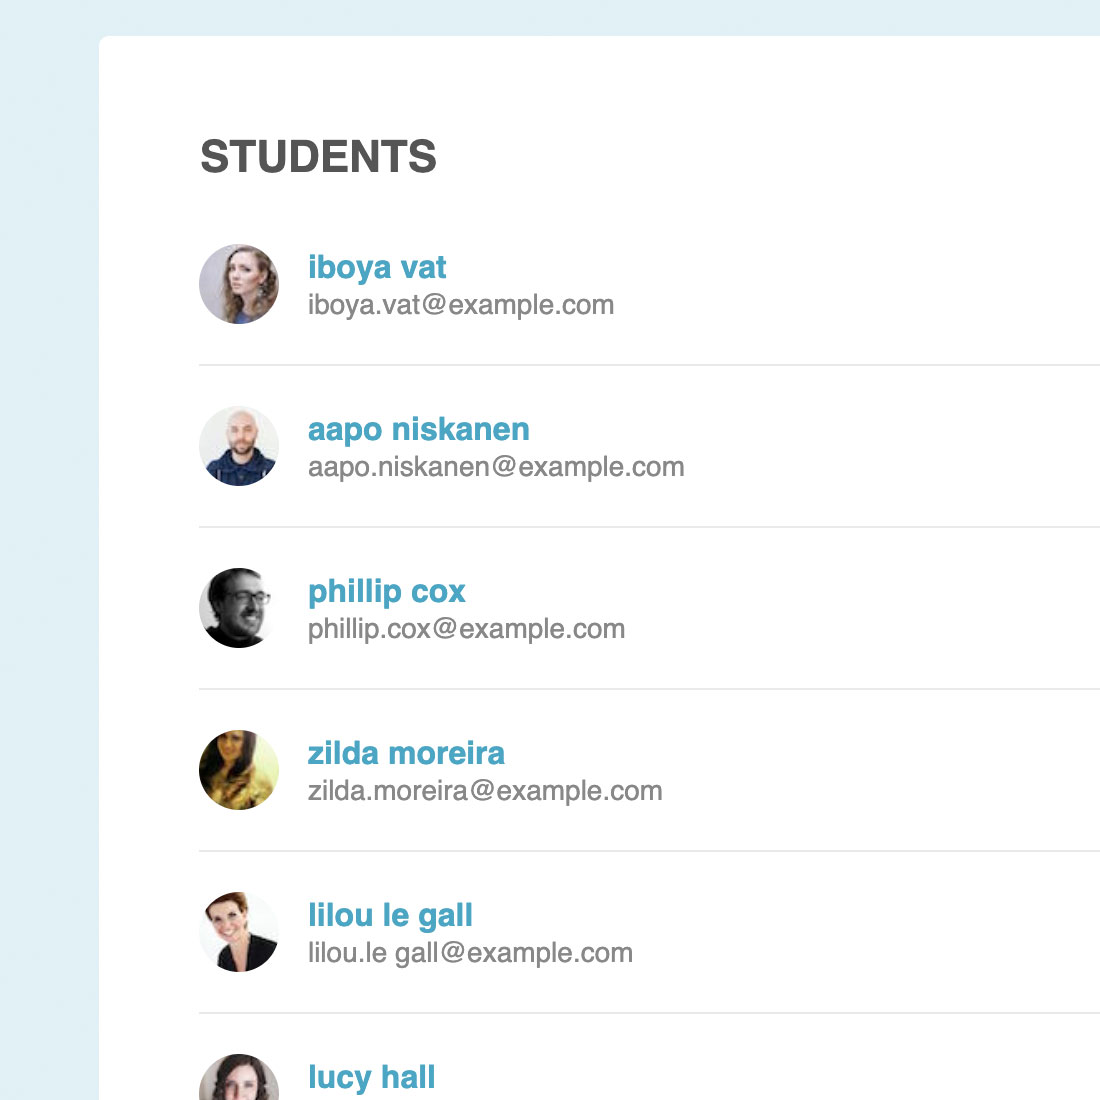 STUDENTS
iboya vat
iboya.vat@example.com
aapo niskanen
aapo.niskanen@example.com
phillip cox
phillip.cox@example.com
zilda moreira
zilda.moreira@example.com
lilou le gall
lilou.le gall@example.com
lucy hall